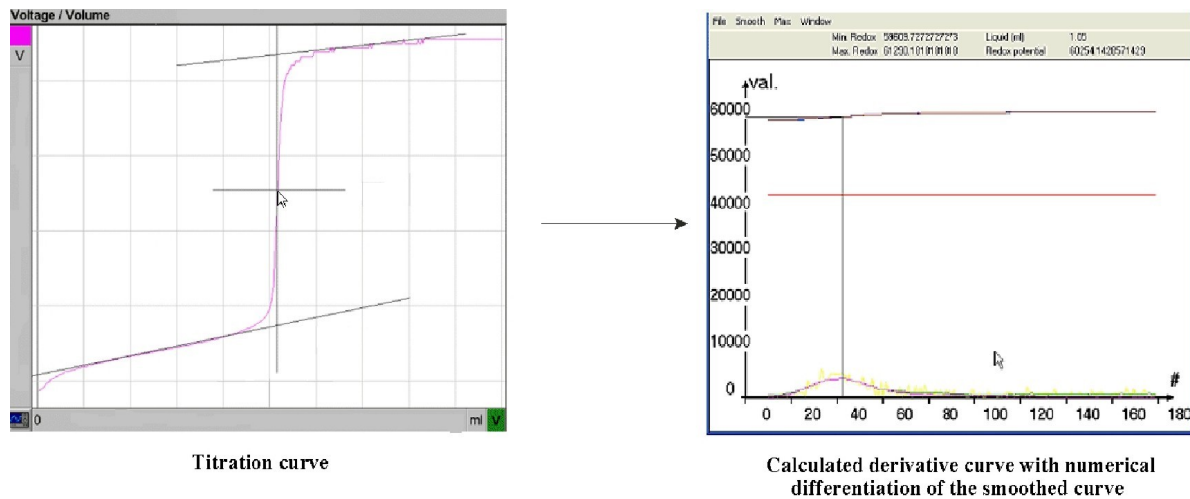 Voltage / Volume
V
0
ml V
Titration curve
File Smooth Max Window
Min. Redox 59609.7272727273 Liquid (ml) 1.05
Max. Redox 61290.1818181818 Redox potential 60254.1428571429
val.
60000
50000
40000
30000
20000
10000
0
#
0 20 40 60 80 100 120 140 160 180
Calculated derivative curve with numerical
differentiation of the smoothed curve